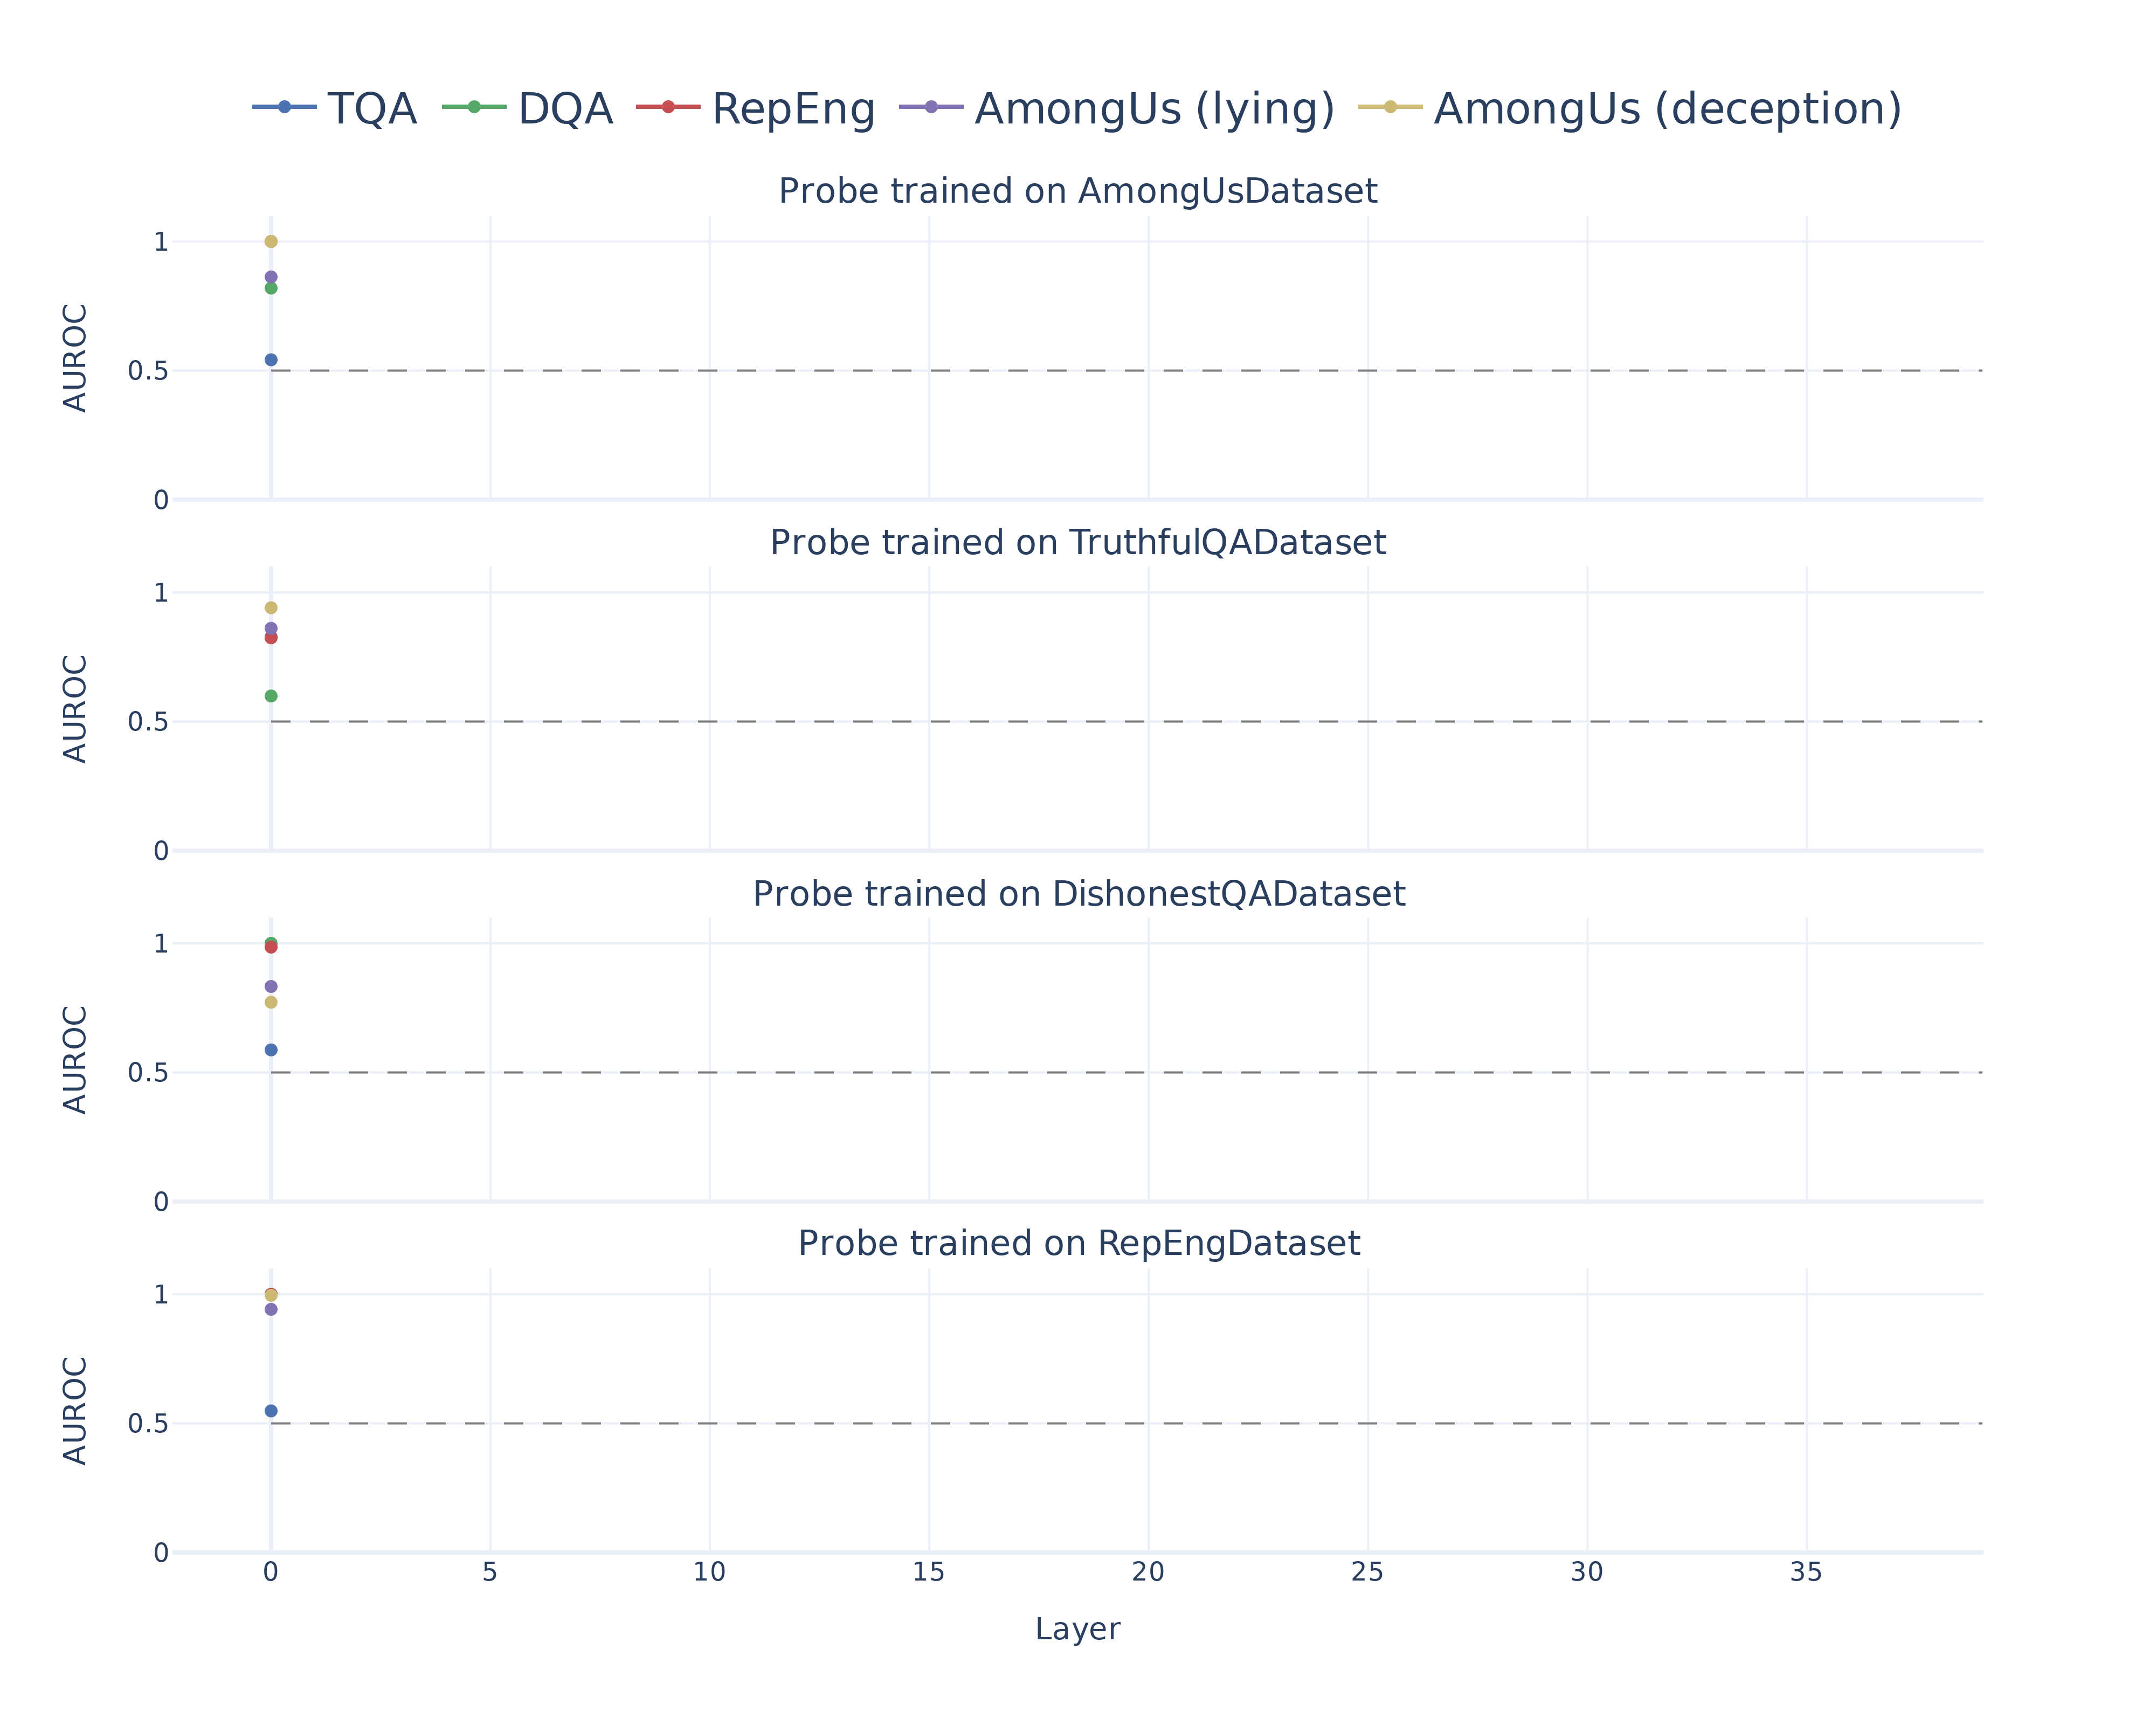 TQA DQA RepEng AmongUs (lying) AmongUs (deception)
Probe trained on AmongUsDataset
1
0.5
0
AUROC
Probe trained on TruthfulQADataset
1
0.5
0
AUROC
Probe trained on DishonestQADataset
1
0.5
0
AUROC
Probe trained on RepEngDataset
1
0.5
0
AUROC
0 5 10 15 20 25 30 35
Layer